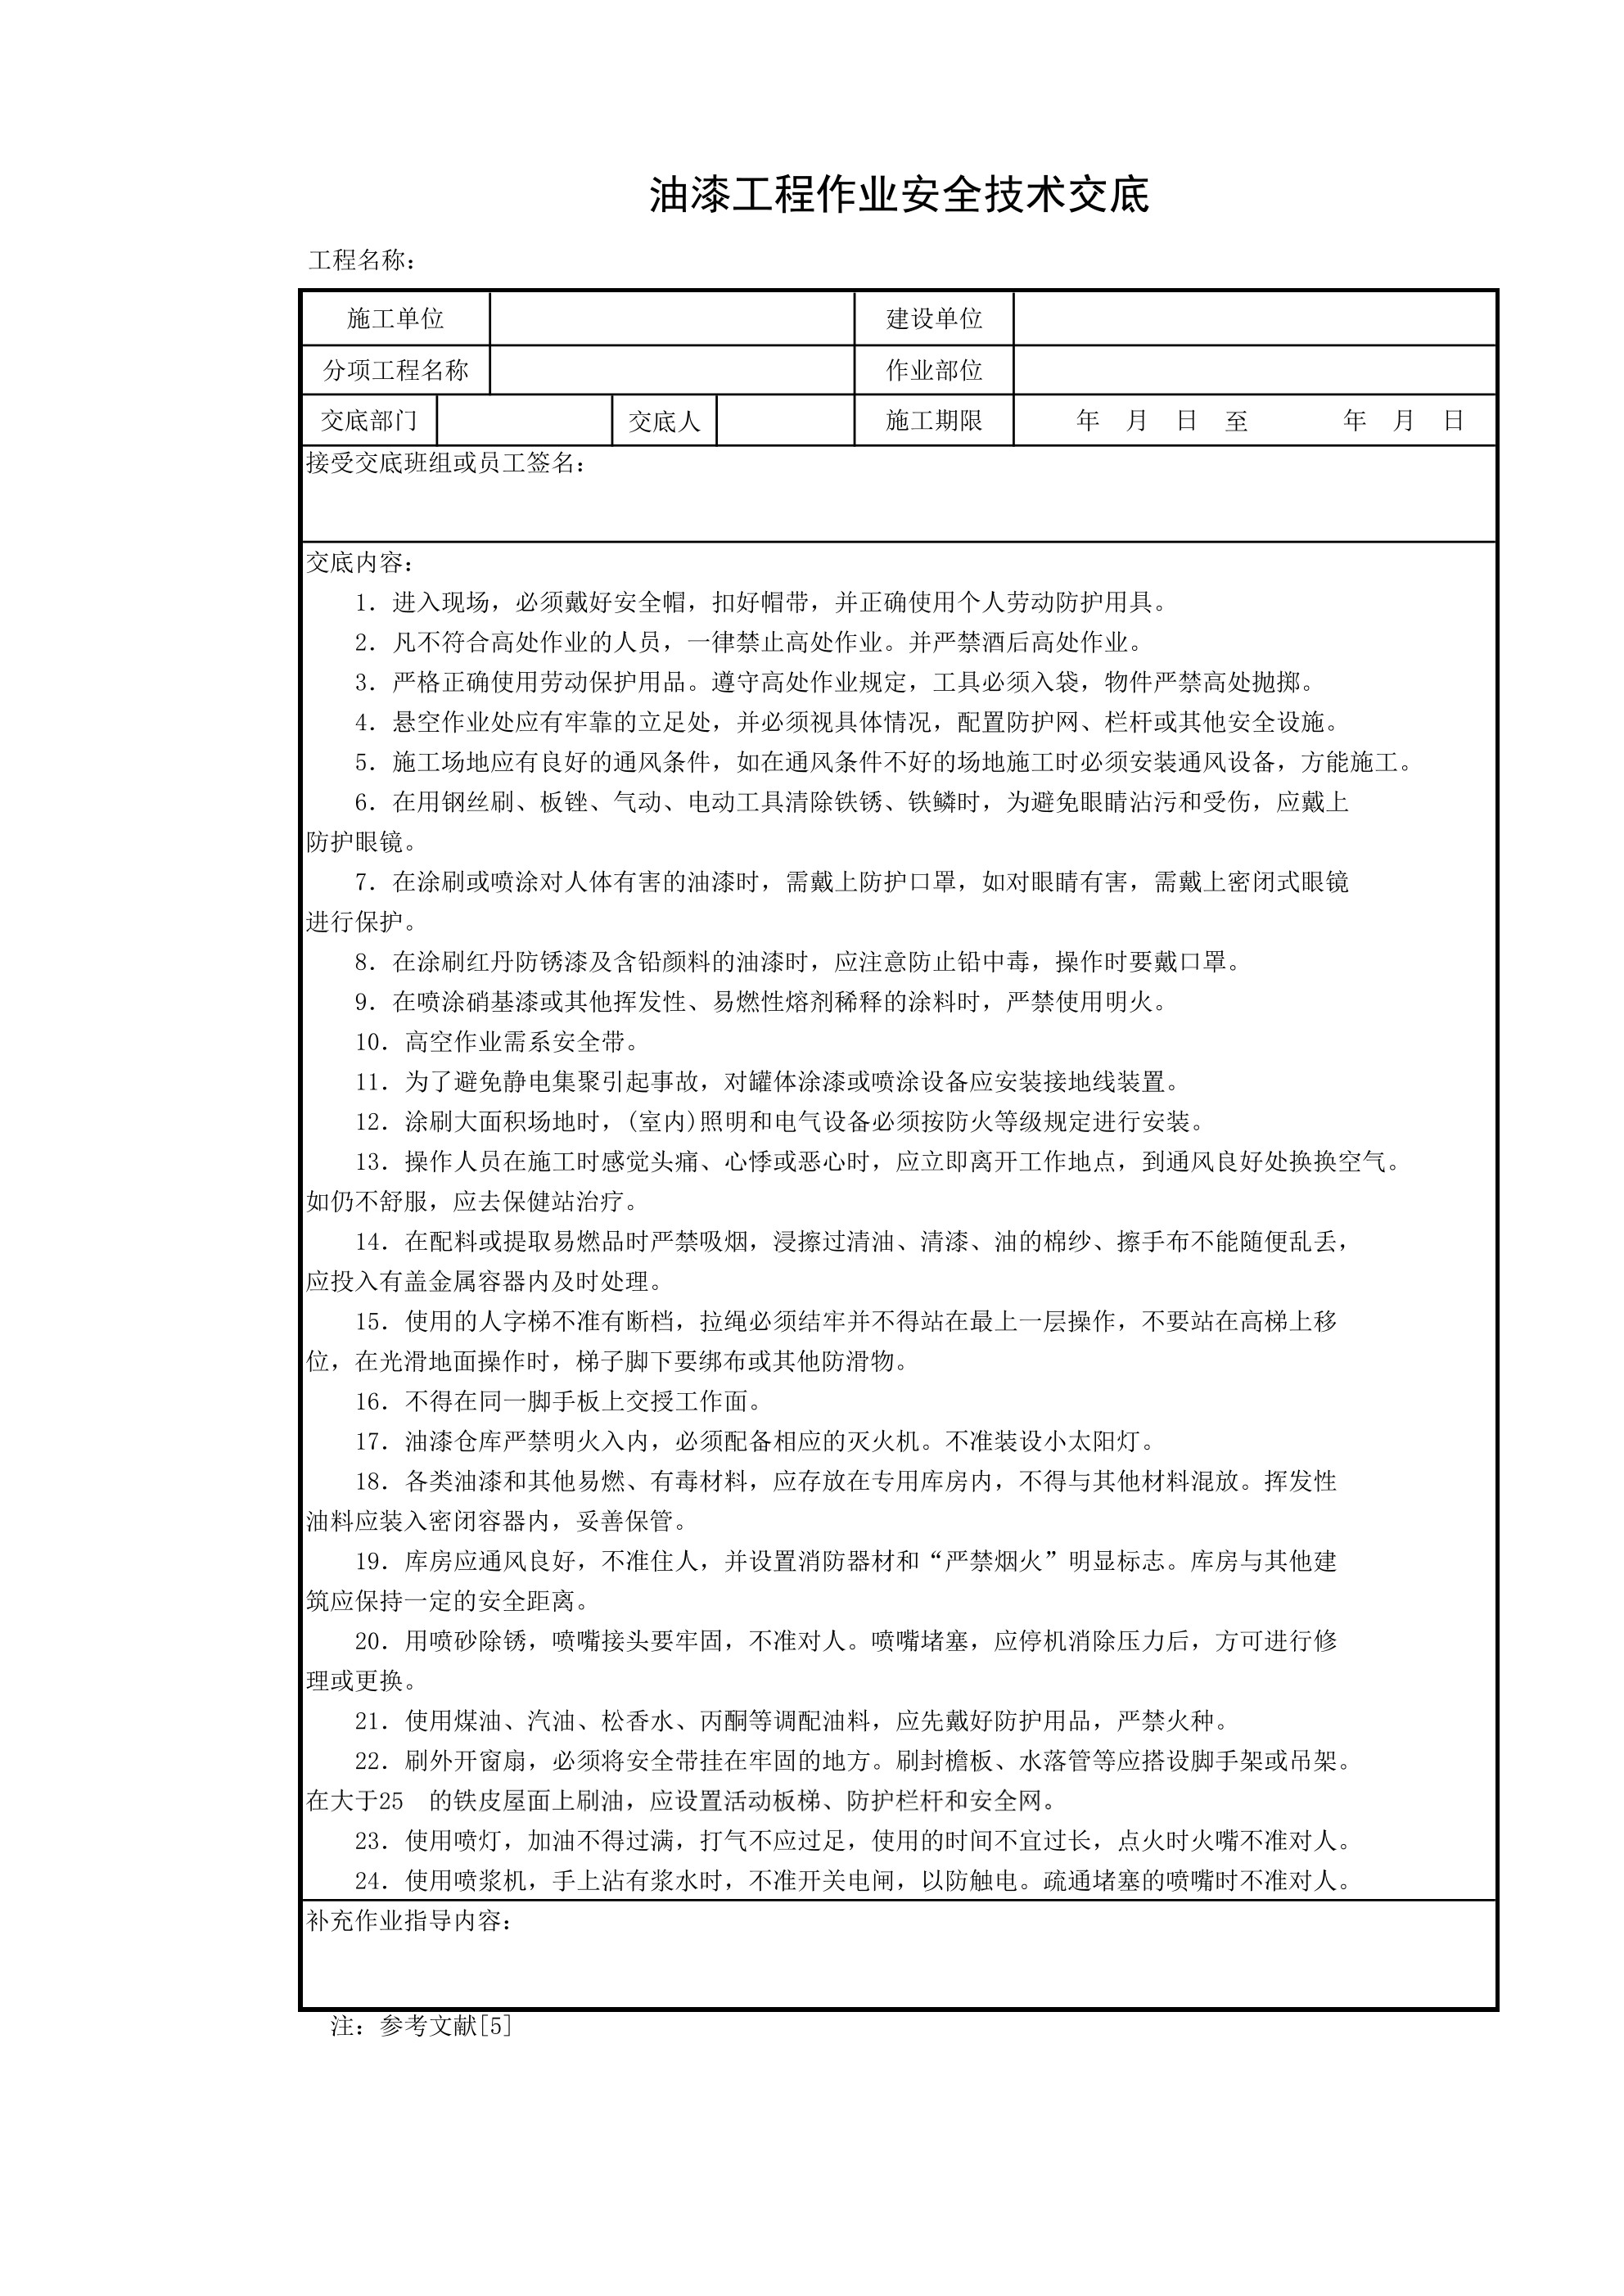 油漆工程作业安全技术交底
工程名称：
施工单位 建设单位
分项工程名称 作业部位
交底部门 交底人 施工期限 年 月 日 至 年 月 日
接受交底班组或员工签名：
交底内容：
1．进入现场，必须戴好安全帽，扣好帽带，并正确使用个人劳动防护用具。
2．凡不符合高处作业的人员，一律禁止高处作业。并严禁酒后高处作业。
3．严格正确使用劳动保护用品。遵守高处作业规定，工具必须入袋，物件严禁高处抛掷。
4．悬空作业处应有牢靠的立足处，并必须视具体情况，配置防护网、栏杆或其他安全设施。
5．施工场地应有良好的通风条件，如在通风条件不好的场地施工时必须安装通风设备，方能施工。
6．在用钢丝刷、板锉、气动、电动工具清除铁锈、铁鳞时，为避免眼睛沾污和受伤，应戴上
防护眼镜。
7．在涂刷或喷涂对人体有害的油漆时，需戴上防护口罩，如对眼睛有害，需戴上密闭式眼镜
进行保护。
8．在涂刷红丹防锈漆及含铅颜料的油漆时，应注意防止铅中毒，操作时要戴口罩。
9．在喷涂硝基漆或其他挥发性、易燃性熔剂稀释的涂料时，严禁使用明火。
10．高空作业需系安全带。
11．为了避免静电集聚引起事故，对罐体涂漆或喷涂设备应安装接地线装置。
12．涂刷大面积场地时，(室内)照明和电气设备必须按防火等级规定进行安装。
13．操作人员在施工时感觉头痛、心悸或恶心时，应立即离开工作地点，到通风良好处换换空气。
如仍不舒服，应去保健站治疗。
14．在配料或提取易燃品时严禁吸烟，浸擦过清油、清漆、油的棉纱、擦手布不能随便乱丢，
应投入有盖金属容器内及时处理。
15．使用的人字梯不准有断档，拉绳必须结牢并不得站在最上一层操作，不要站在高梯上移
位，在光滑地面操作时，梯子脚下要绑布或其他防滑物。
16．不得在同一脚手板上交授工作面。
17．油漆仓库严禁明火入内，必须配备相应的灭火机。不准装设小太阳灯。
18．各类油漆和其他易燃、有毒材料，应存放在专用库房内，不得与其他材料混放。挥发性
油料应装入密闭容器内，妥善保管。
19．库房应通风良好，不准住人，并设置消防器材和“严禁烟火”明显标志。库房与其他建
筑应保持一定的安全距离。
20．用喷砂除锈，喷嘴接头要牢固，不准对人。喷嘴堵塞，应停机消除压力后，方可进行修
理或更换。
21．使用煤油、汽油、松香水、丙酮等调配油料，应先戴好防护用品，严禁火种。
22．刷外开窗扇，必须将安全带挂在牢固的地方。刷封檐板、水落管等应搭设脚手架或吊架。
在大于25 的铁皮屋面上刷油，应设置活动板梯、防护栏杆和安全网。
23．使用喷灯，加油不得过满，打气不应过足，使用的时间不宜过长，点火时火嘴不准对人。
24．使用喷浆机，手上沾有浆水时，不准开关电闸，以防触电。疏通堵塞的喷嘴时不准对人。
补充作业指导内容：
注：参考文献[5]